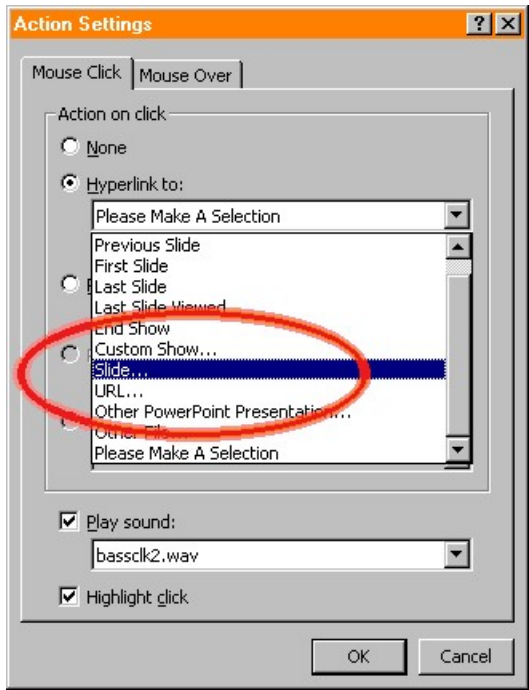 Action Settings
Mouse Click
Mouse Over
Action on click
None
Hyperlink to:
Please Make A Selection
Previous Slide
First Slide
Last Slide
Last Slide Viewed
End Show
Custom Show...
Slide...
URL...
Other PowerPoint Presentation...
Other File...
Please Make A Selection
Play sound:
bassclk2.wav
Highlight click
OK
Cancel